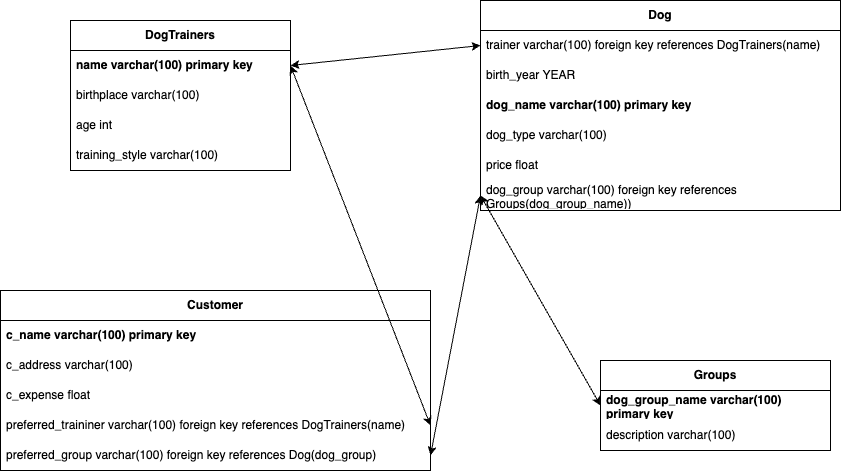 DogTrainers
name varchar(100) primary key
birthplace varchar(100)
age int
training_style varchar(100)
Dog
trainer varchar(100) foreign key references DogTrainers(name)
birth_year YEAR
dog_name varchar(100) primary key
dog_type varchar(100)
price float
dog_group varchar(100) foreign key references
Groups(dog_group_name))
Customer
c_name varchar(100) primary key
c_address varchar(100)
c_expense float
preferred_traininer varchar(100) foreign key references DogTrainers(name)
preferred_group varchar(100) foreign key references Dog(dog_group)
Groups
dog_group_name varchar(100)
primary key
description varchar(100)